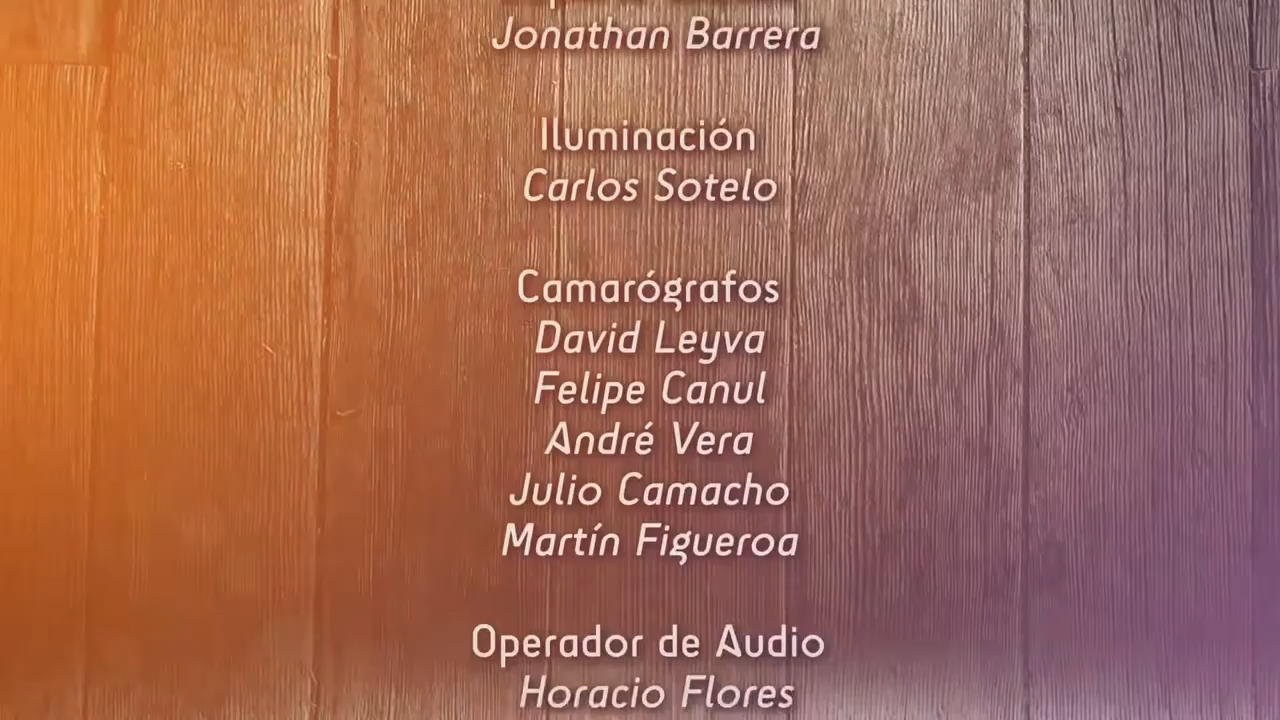 Jonathan Barrera
Iluminación
Carlos Sotelo
Camarógrafos
David Leyva
Felipe Canul
André Vera
Julio Camacho
Martín Figueroa
Operador de Audio
Horacio Flores